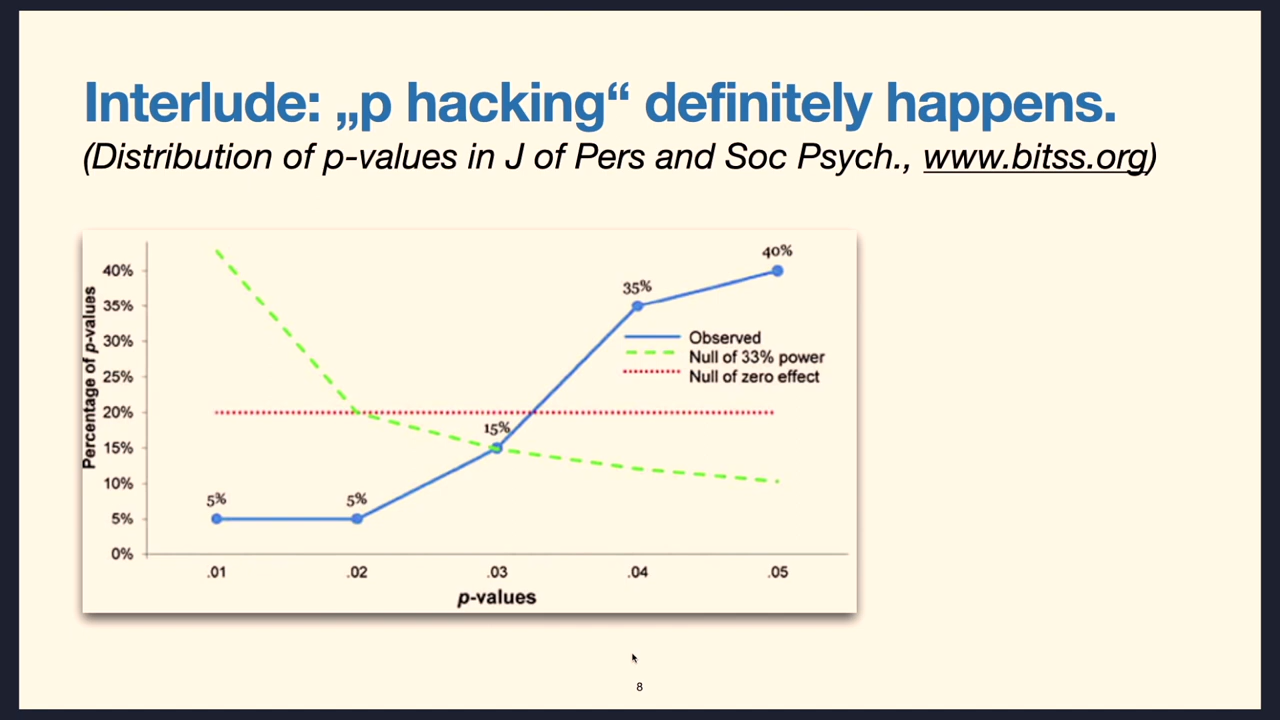 Interlude: „p hacking“ definitely happens.
(Distribution of p-values in J of Pers and Soc Psych., www.bitss.org)
Percentage of p-values
40%
35%
30%
25%
20%
15%
10%
5%
0%
5%
5%
15%
35%
40%
Observed
Null of 33% power
Null of zero effect
.01 .02 .03 .04 .05
p-values
8